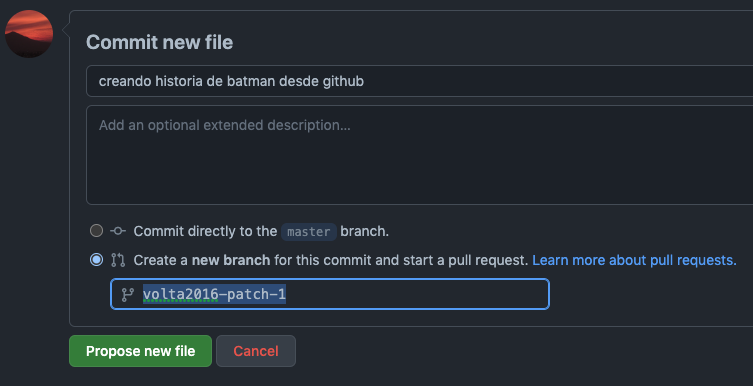 Commit new file
creando historia de batman desde github
Add an optional extended description...
Commit directly to the master branch.
Create a new branch for this commit and start a pull request. Learn more about pull requests.
volta2016-patch-1
Propose new file Cancel